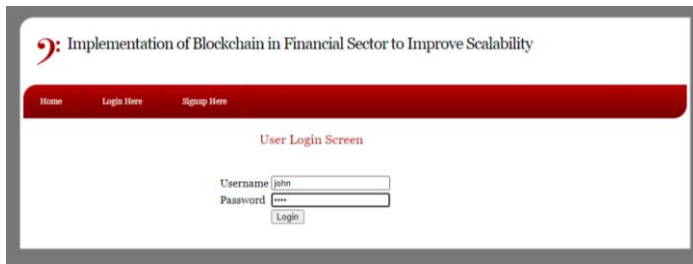 Implementation of Blockchain in Financial Sector to Improve Scalability
Home Login Here Signup Here
User Login Screen
Username john
Password ••••
Login